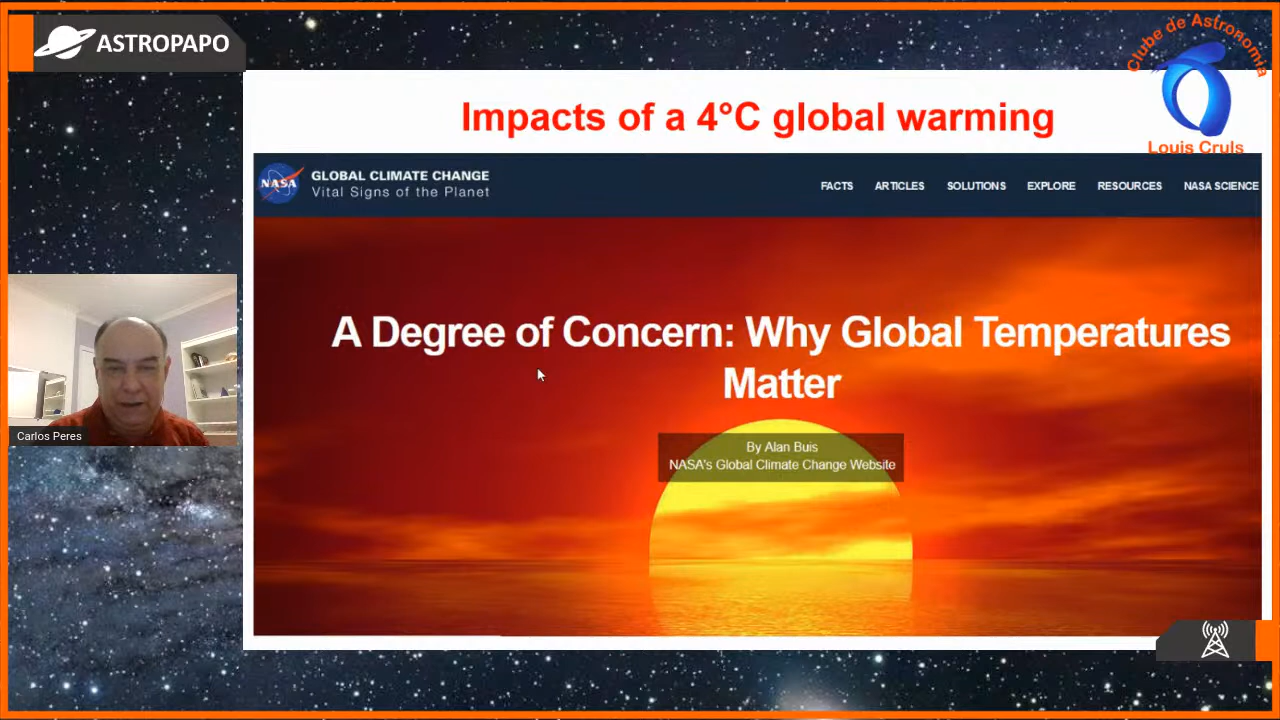 ASTROPAPO
Clube de Astronomia
Louis Cruls
Impacts of a 4°C global warming
NASA
GLOBAL CLIMATE CHANGE
Vital Signs of the Planet
FACTS ARTICLES SOLUTIONS EXPLORE RESOURCES NASA SCIENCE
A Degree of Concern: Why Global Temperatures
Matter
By Alan Buis
NASA's Global Climate Change Website
Carlos Peres